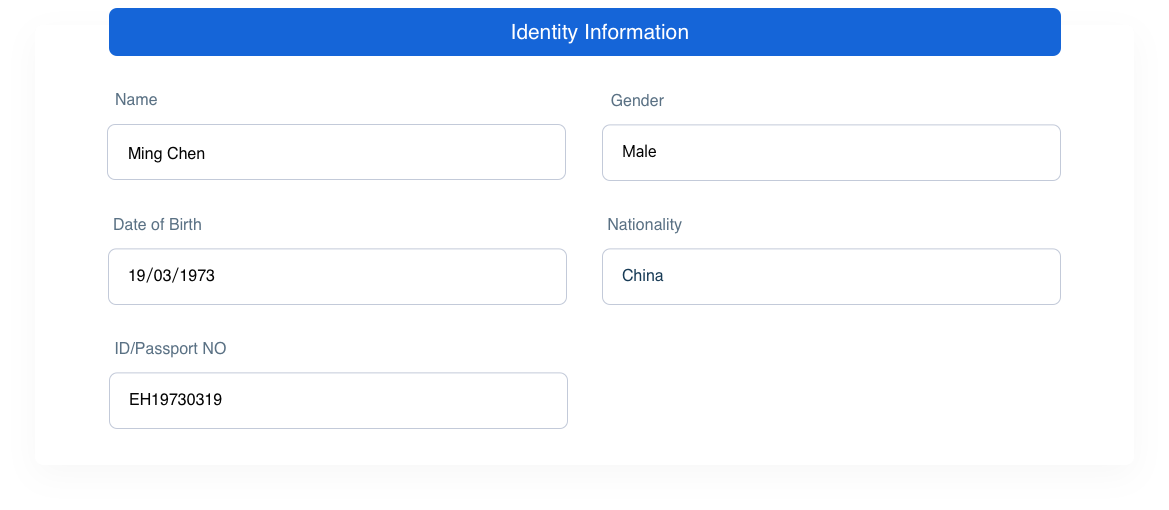 Identity Information
Name
Gender
Ming Chen
Male
Date of Birth
Nationality
19/03/1973
China
ID/Passport NO
EH19730319